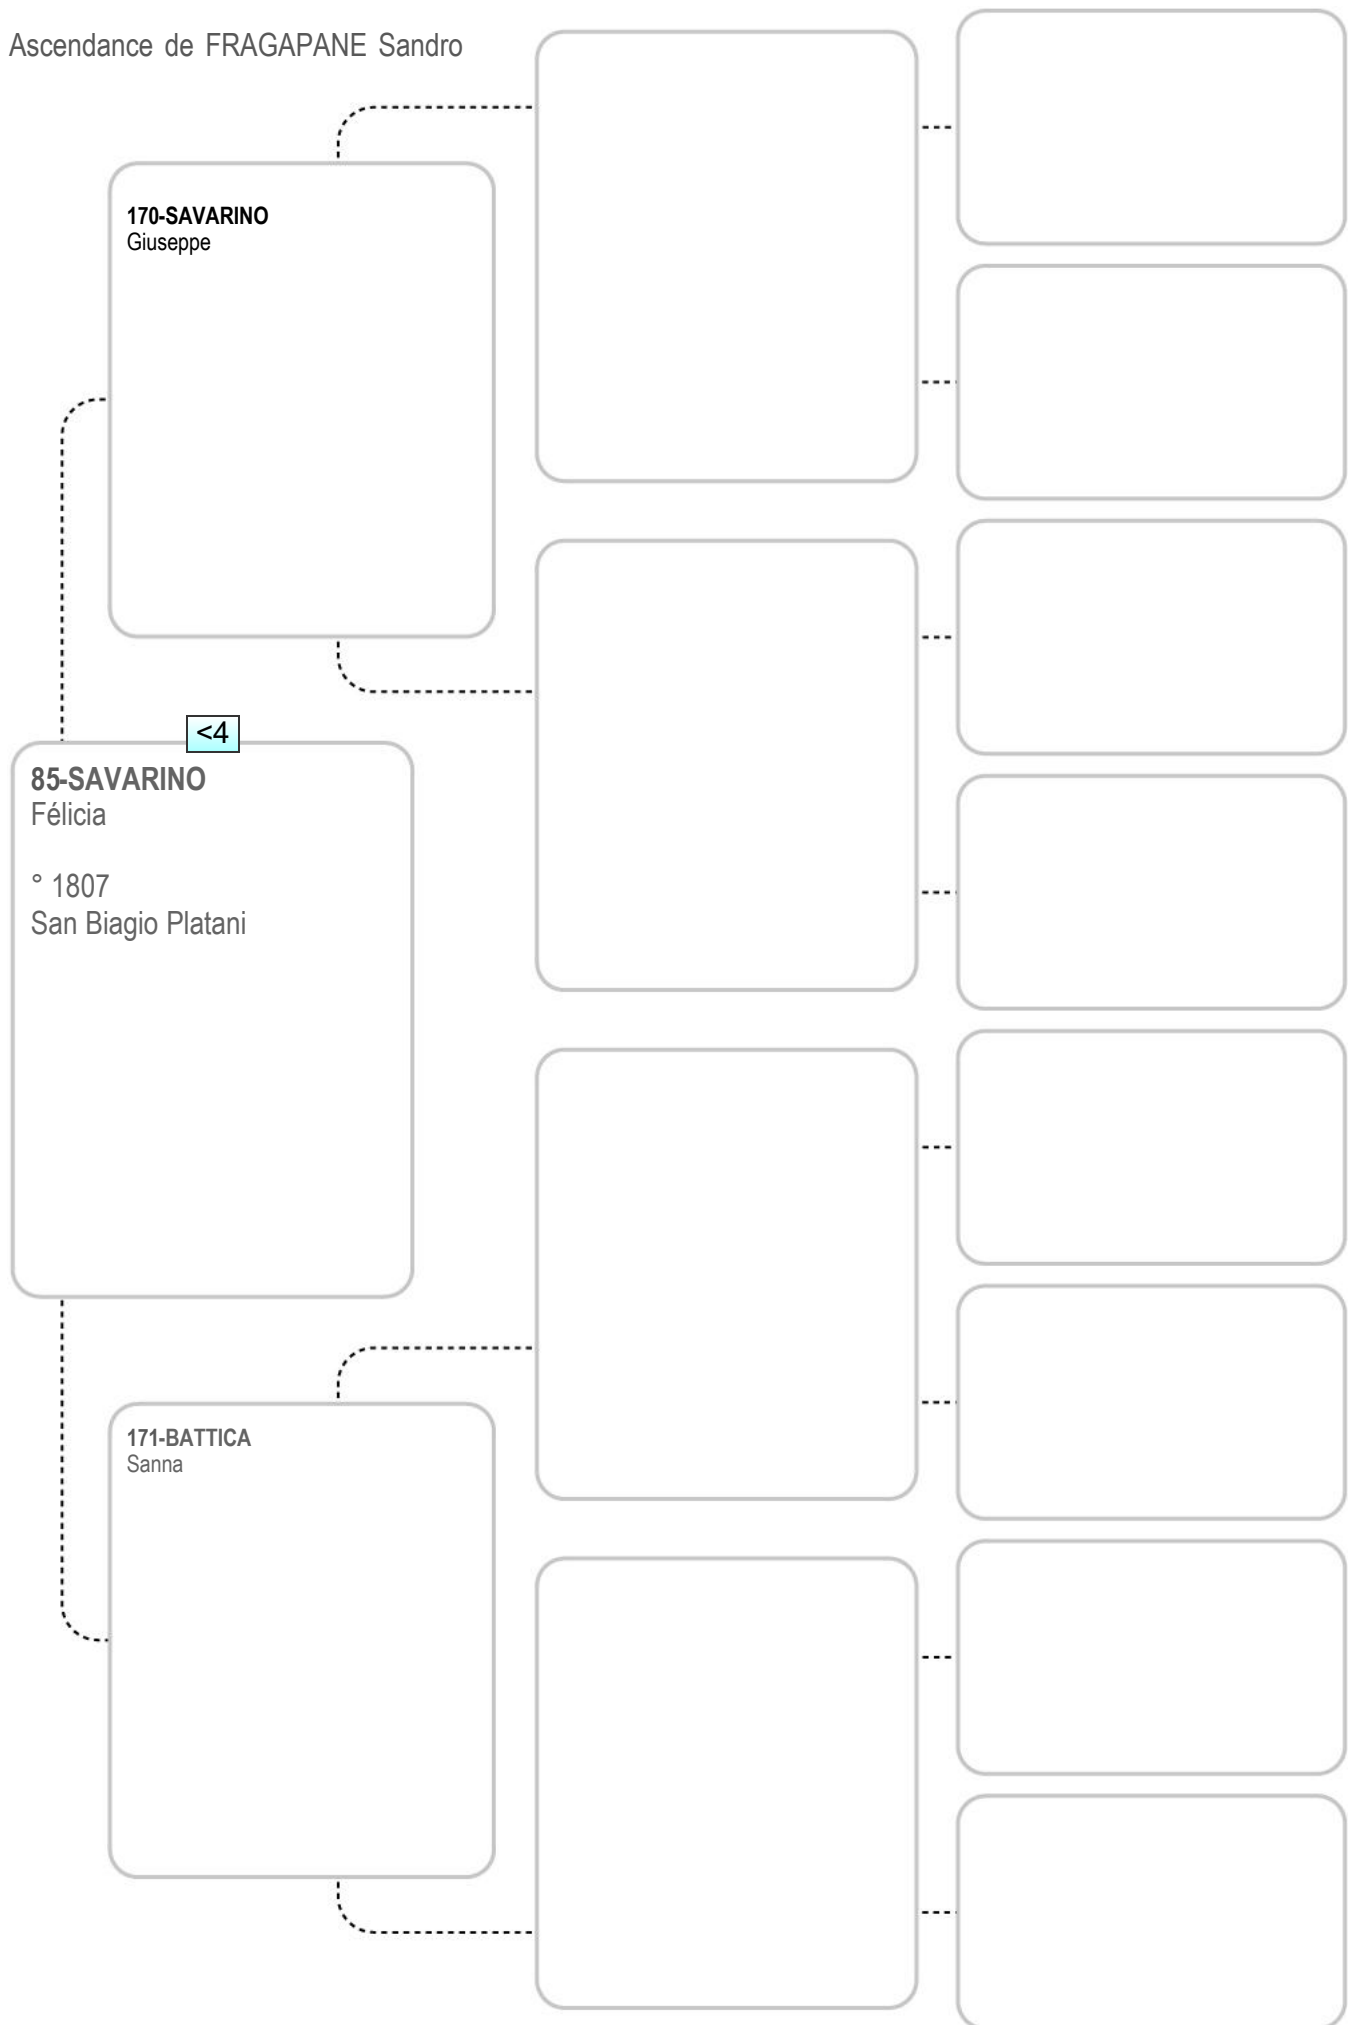 Ascendance de FRAGAPANE Sandro
170-SAVARINO
Giuseppe
<4
85-SAVARINO
Félicia
° 1807
San Biagio Platani
171-BATTICA
Sanna